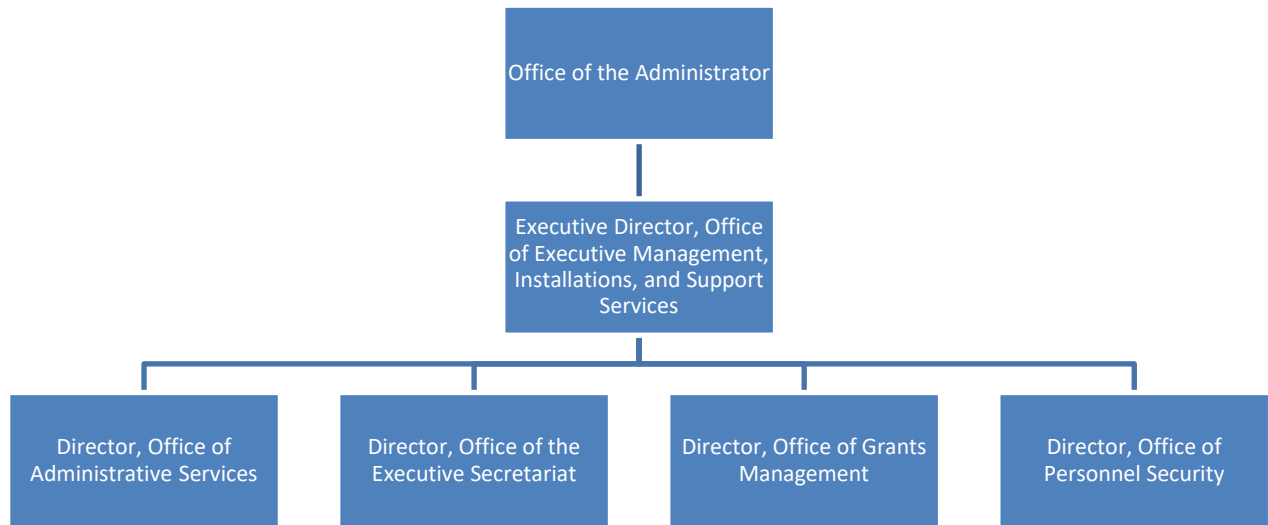 Office of the Administrator
Executive Director, Office
of Executive Management,
Installations, and Support
Services
Director, Office of
Administrative Services
Director, Office of the
Executive Secretariat
Director, Office of Grants
Management
Director, Office of
Personnel Security